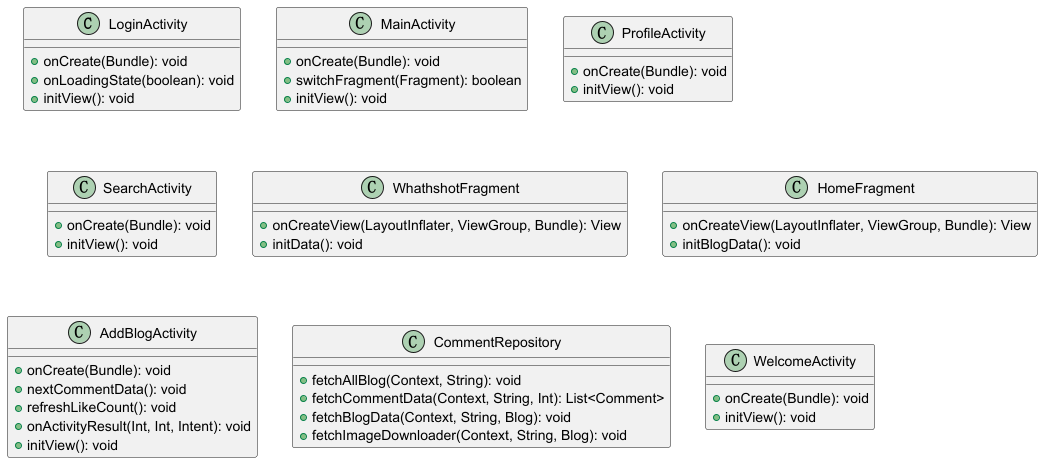 C LoginActivity
onCreate(Bundle): void
onLoadingState(boolean): void
initView(): void
C MainActivity
onCreate(Bundle): void
switchFragment(Fragment): boolean
initView(): void
C ProfileActivity
onCreate(Bundle): void
initView(): void
C SearchActivity
onCreate(Bundle): void
initView(): void
C WhathshotFragment
onCreateView(LayoutInflater, ViewGroup, Bundle): View
initData(): void
C HomeFragment
onCreateView(LayoutInflater, ViewGroup, Bundle): View
initBlogData(): void
C AddBlogActivity
onCreate(Bundle): void
nextCommentData(): void
refreshLikeCount(): void
onActivityResult(Int, Int, Intent): void
initView(): void
C CommentRepository
fetchAllBlog(Context, String): void
fetchCommentData(Context, String, Int): List<Comment>
fetchBlogData(Context, String, Blog): void
fetchImageDownloader(Context, String, Blog): void
C WelcomeActivity
onCreate(Bundle): void
initView(): void